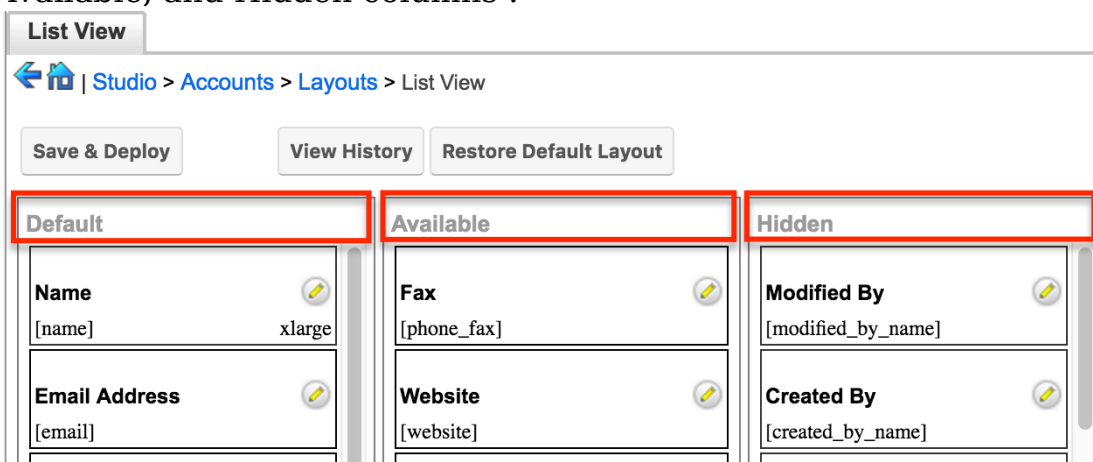 List View
| Studio > Accounts > Layouts > List View
Save & Deploy View History Restore Default Layout
Default Available Hidden
Name Fax Modified By
[name] xlarge [phone_fax] [modified_by_name]
Email Address Website Created By
[email] [website] [created_by_name]